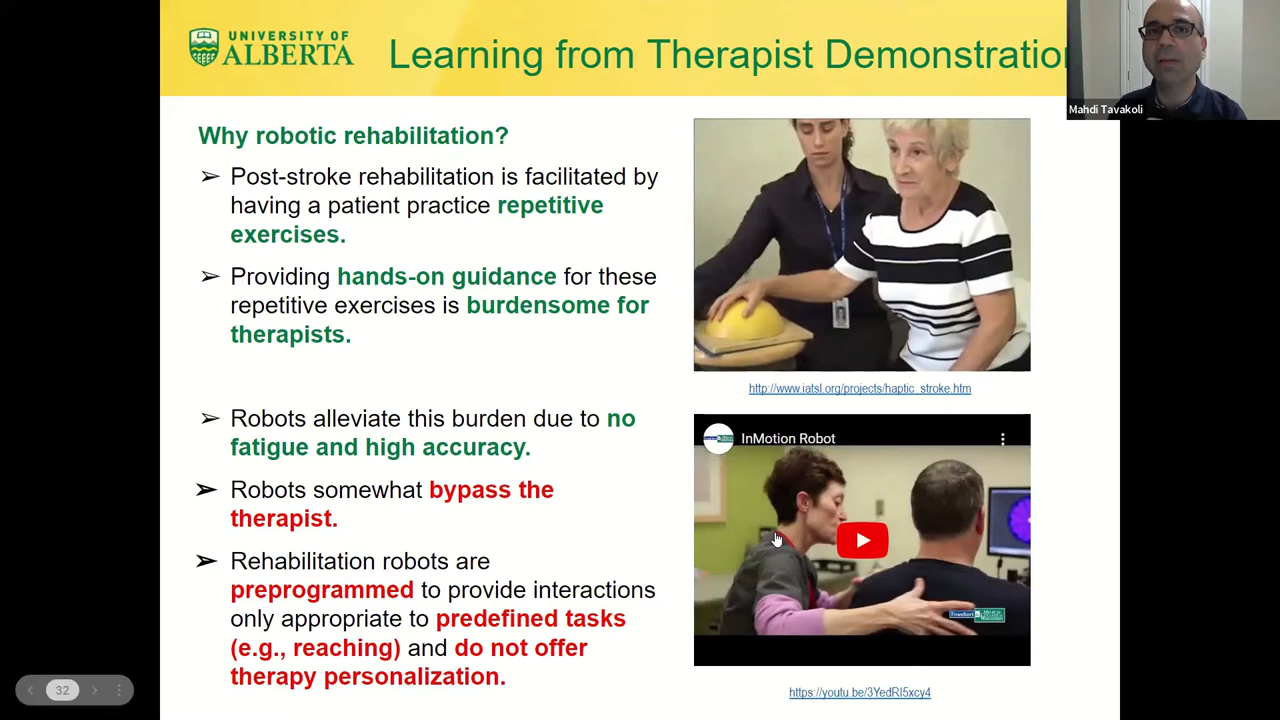 UNIVERSITY OF
ALBERTA
Learning from Therapist Demonstration
Mahdi Tavakoli
Why robotic rehabilitation?
➢ Post-stroke rehabilitation is facilitated by
having a patient practice repetitive
exercises.
➢ Providing hands-on guidance for these
repetitive exercises is burdensome for
therapists.
➢ Robots alleviate this burden due to no
fatigue and high accuracy.
➢ Robots somewhat bypass the
therapist.
➢ Rehabilitation robots are
preprogrammed to provide interactions
only appropriate to predefined tasks
(e.g., reaching) and do not offer
therapy personalization.
http://www.iatsl.org/projects/haptic_stroke.htm
InMotion Robot
https://youtu.be/3YedRI5xcy4
32